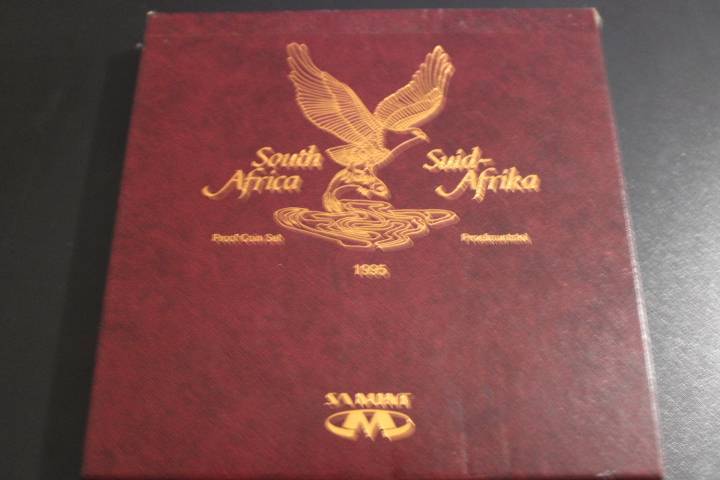 South Africa
Suid-Afrika
Proof Coin Set
Proefmuntstel
1995
SA MINT
M